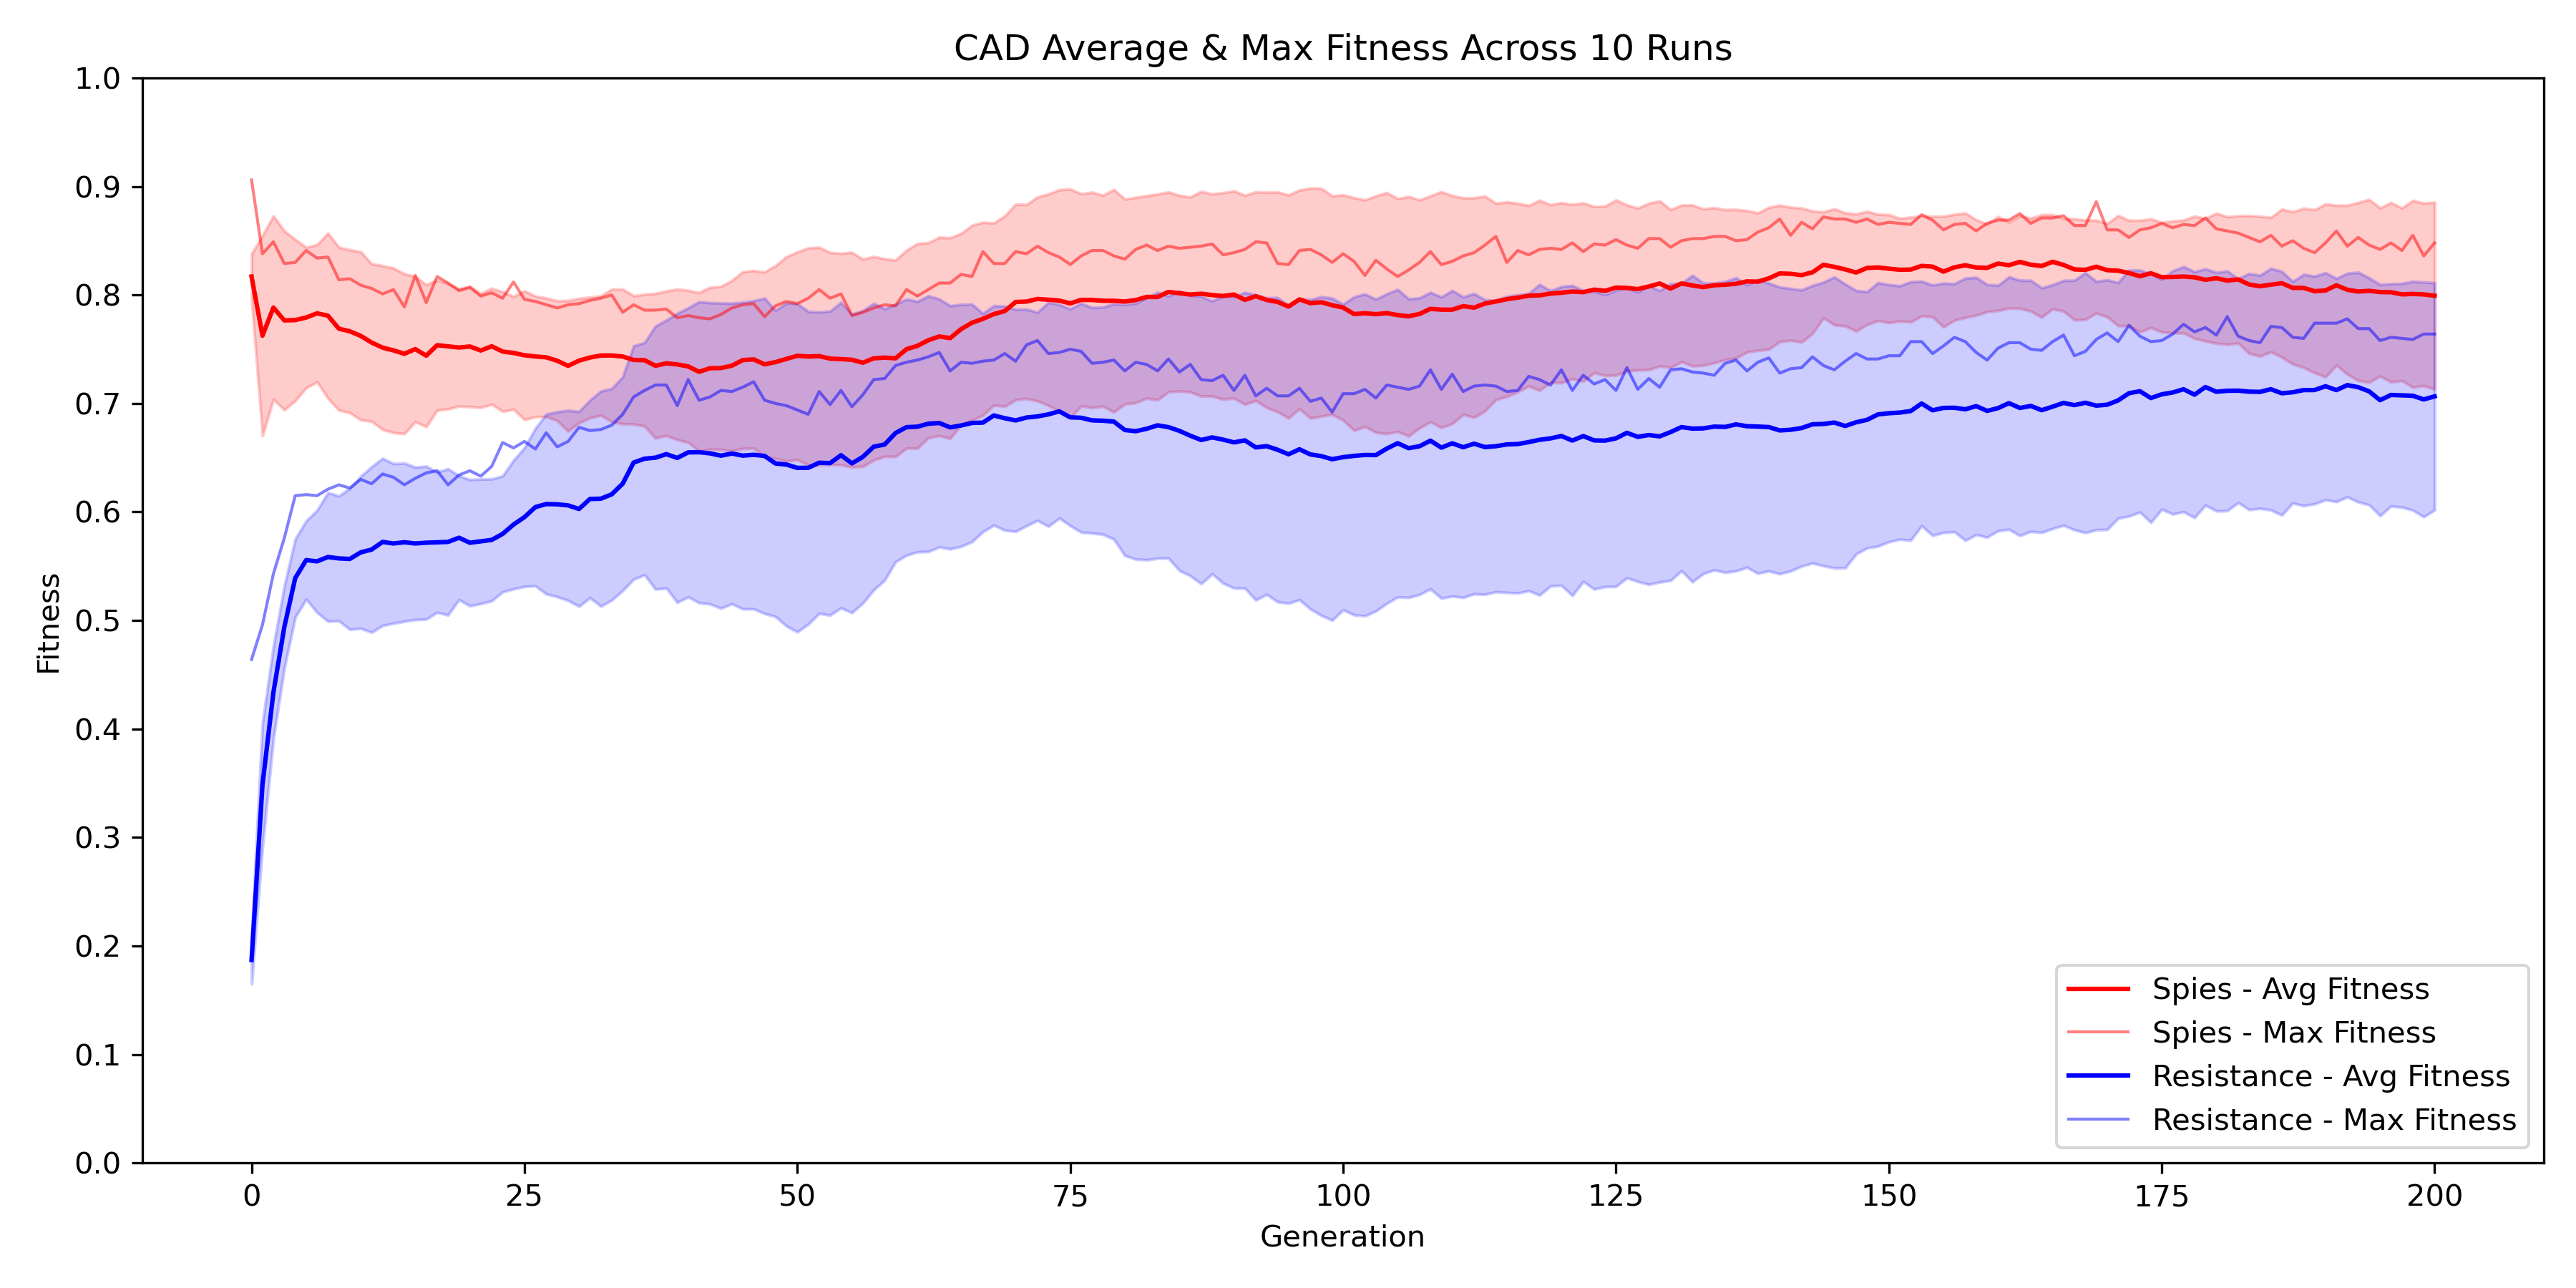 CAD Average & Max Fitness Across 10 Runs
1.0
0.9
0.8
0.7
0.6
0.5
0.4
0.3
0.2
0.1
0.0
Fitness
0 25 50 75 100 125 150 175 200
Generation
Spies - Avg Fitness
Spies - Max Fitness
Resistance - Avg Fitness
Resistance - Max Fitness